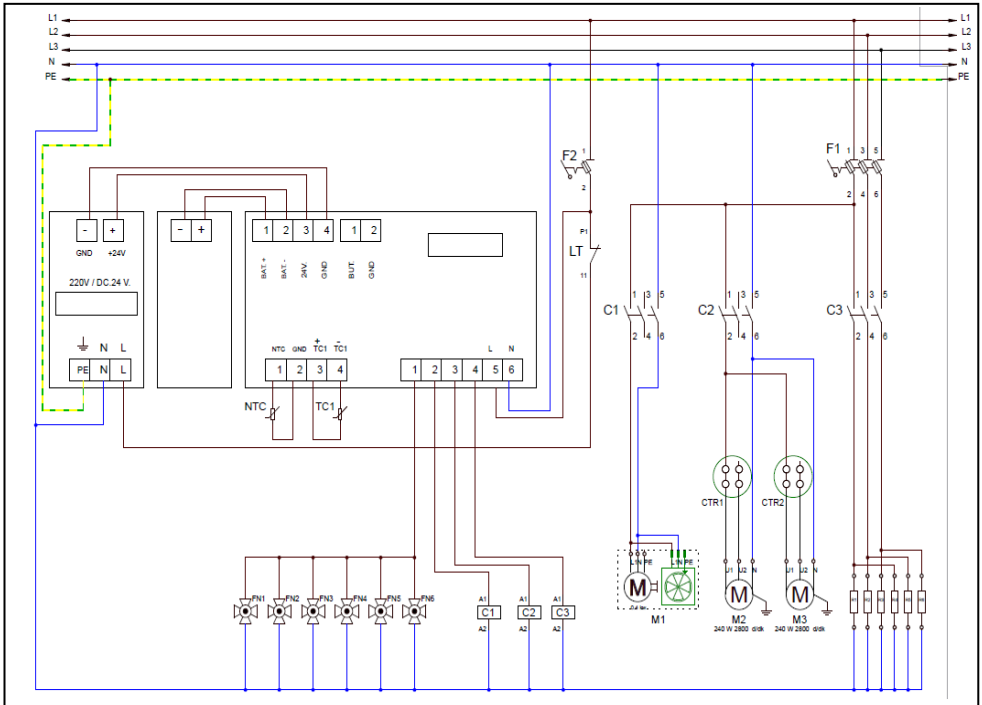 L1 L1
L2 L2
L3 L3
N N
PE PE
F2 1
2
F1 1 3 5
2 4 6
- +
GND +24V
220V / DC.24 V.
N L
PE N L
- +
1 2 3 4 1 2
BAT.+ BAT.- 24V. GND BUT. GND
P1
LT
11
NTC GND + TC1 - TC1
1 2 3 4
NTC TC1
L N
1 2 3 4 5 6
C1 1 3 5
2 4 6
C2 1 3 5
2 4 6
C3 1 3 5
2 4 6
CTR1 CTR2
FN1 FN2 FN3 FN4 FN5 FN6
A1 A1 A1
C1 C2 C3
A2 A2 A2
L1N PE L1N PE
M
M1
U1 U2 N U1 U2 N
M M
M2 M3
240 W 2800 d/dk 240 W 2800 d/dk